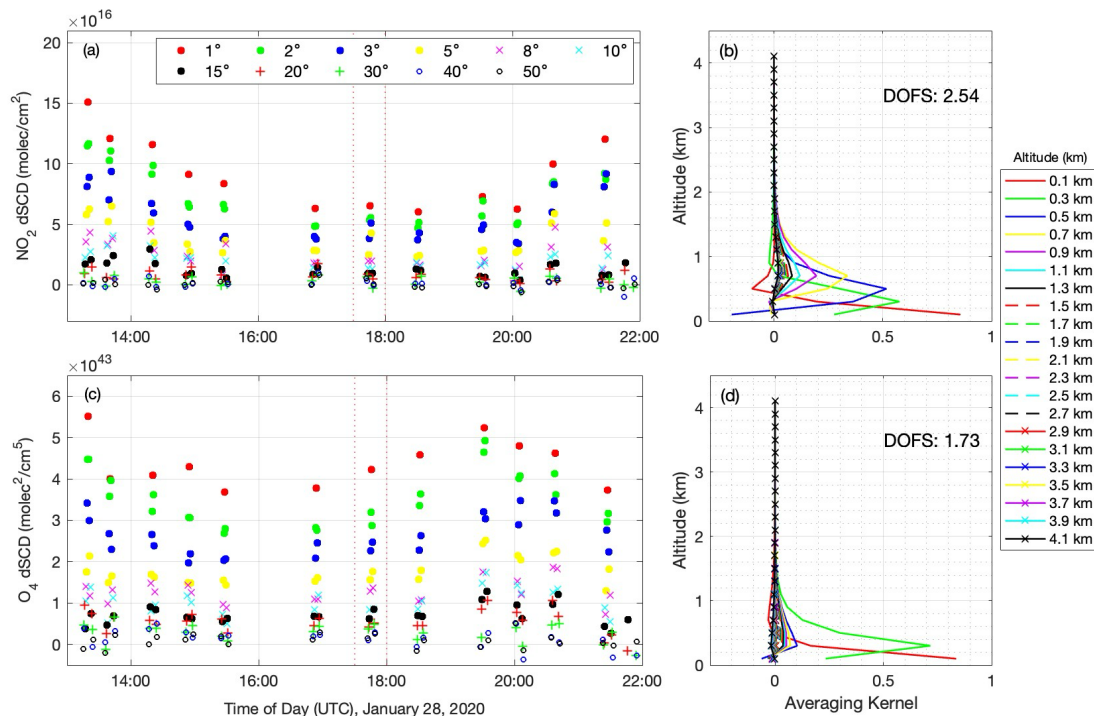 × 10^16
20
15
10
5
0
NO₂ dSCD (molec/cm²)
(a)
1°
2°
3°
5°
8°
10°
15°
20°
30°
40°
50°
14:00
16:00
18:00
20:00
22:00
(b)
DOFS: 2.54
4
3
2
1
0
Altitude (km)
0
0.5
1
× 10^43
6
5
4
3
2
1
0
O₄ dSCD (molec²/cm⁵)
(c)
14:00
16:00
18:00
20:00
22:00
Time of Day (UTC), January 28, 2020
(d)
DOFS: 1.73
4
3
2
1
0
Altitude (km)
0
0.5
1
Averaging Kernel
Altitude (km)
0.1 km
0.3 km
0.5 km
0.7 km
0.9 km
1.1 km
1.3 km
1.5 km
1.7 km
1.9 km
2.1 km
2.3 km
2.5 km
2.7 km
2.9 km
3.1 km
3.3 km
3.5 km
3.7 km
3.9 km
4.1 km